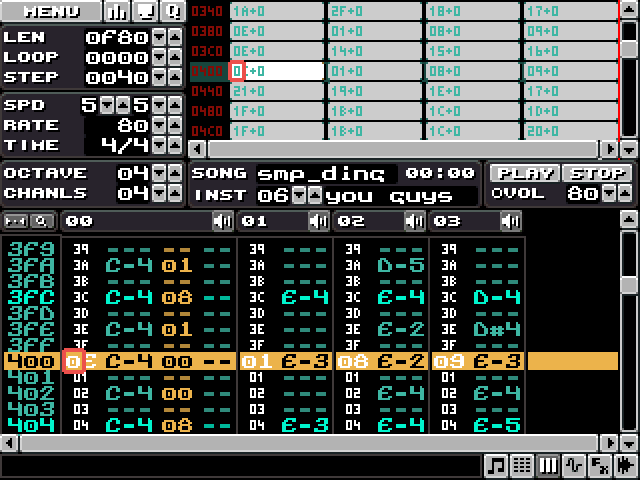 MENU
LEN 0F80
LOOP 0000
STEP 0040
SPD 5 5
RATE 80
TIME 4/4
OCTAVE 04
CHANLS 04
0340 1A+0 2F+0 18+0 17+0
0380 0E+0 01+0 08+0 09+0
03C0 0E+0 14+0 15+0 16+0
0400 0E+0 01+0 08+0 09+0
0440 21+0 19+0 1E+0 17+0
0480 1F+0 1B+0 1C+0 1D+0
04C0 1F+0 1B+0 1C+0 20+0
SONG smp_ding 00:00
INST 06 you guys
PLAY STOP
VOL 80
00 01 02 03
3F9 39 --- -- -- 39 --- 39 --- 39 ---
3FA 3A C-4 01 -- 3A --- 3A D-5 3A ---
3FB 3B --- -- -- 3B --- 3B --- 3B ---
3FC 3C C-4 08 -- 3C E-4 3C E-4 3C D-4
3FD 3D --- -- -- 3D --- 3D --- 3D ---
3FE 3E C-4 01 -- 3E --- 3E E-2 3E D#4
3FF 3F --- -- -- 3F --- 3F --- 3F ---
400 0E C-4 00 -- 01 E-3 08 E-2 09 E-3
401 01 --- -- -- 01 --- 01 --- 01 ---
402 02 C-4 00 -- 02 --- 02 E-4 02 E-4
403 03 --- -- -- 03 --- 03 --- 03 ---
404 04 C-4 08 -- 04 E-3 04 E-4 04 E-5